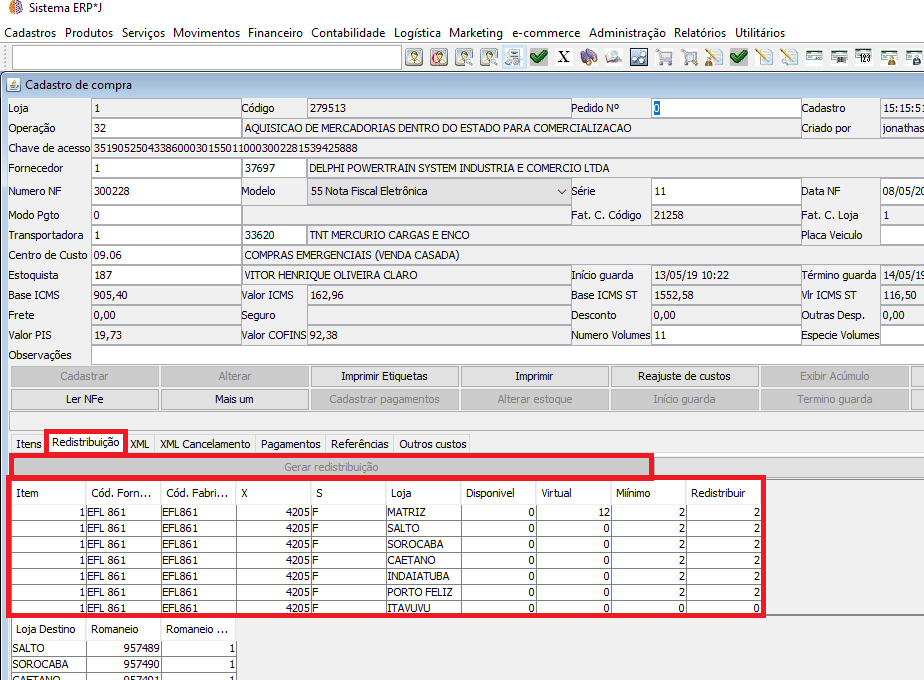 Sistema ERP*J
Cadastros Produtos Serviços Movimentos Financeiro Contabilidade Logística Marketing e-commerce Administração Relatórios Utilitários
X 123
Cadastro de compra
Loja 1 Código 279513 Pedido Nº 0 Cadastro 15:15:51
Operação 32 AQUISICAO DE MERCADORIAS DENTRO DO ESTADO PARA COMERCIALIZACAO Criado por jonathas
Chave de acesso 35190525043386000301550110003002281539425888
Fornecedor 1 37697 DELPHI POWERTRAIN SYSTEM INDUSTRIA E COMERCIO LTDA
Numero NF 300228 Modelo 55 Nota Fiscal Eletrônica Série 11 Data NF 08/05/20
Modo Pgto 0 Fat. C. Código 21258 Fat. C. Loja 1
Transportadora 1 33620 TNT MERCURIO CARGAS E ENCO Placa Veiculo
Centro de Custo 09.06 COMPRAS EMERGENCIAIS (VENDA CASADA)
Estoquista 187 VITOR HENRIQUE OLIVEIRA CLARO Início guarda 13/05/19 10:22 Término guarda 14/05/19
Base ICMS 905,40 Valor ICMS 162,96 Base ICMS ST 1552,58 Vlr ICMS ST 116,50
Frete 0,00 Seguro Desconto 0,00 Outras Desp. 0,00
Valor PIS 19,73 Valor COFINS 92,38 Numero Volumes 11 Especie Volumes
Observações
Cadastrar Alterar Imprimir Etiquetas Imprimir Reajuste de custos Exibir Acúmulo
Ler NFe Mais um Cadastrar pagamentos Alterar estoque Início guarda Termino guarda
Itens Redistribuição XML XML Cancelamento Pagamentos Referências Outros custos
Gerar redistribuição
Item Cód. Forn... Cód. Fabri... X S Loja Disponivel Virtual Miínimo Redistribuir
1 EFL 861 EFL861 4205 F MATRIZ 0 12 2 2
1 EFL 861 EFL861 4205 F SALTO 0 0 2 2
1 EFL 861 EFL861 4205 F SOROCABA 0 0 2 2
1 EFL 861 EFL861 4205 F CAETANO 0 0 2 2
1 EFL 861 EFL861 4205 F INDAIATUBA 0 0 2 2
1 EFL 861 EFL861 4205 F PORTO FELIZ 0 0 2 2
1 EFL 861 EFL861 4205 F ITAVUVU 0 0 0 0
Loja Destino Romaneio Romaneio ...
SALTO 957489 1
SOROCABA 957490 1
CAETANO 957491 1